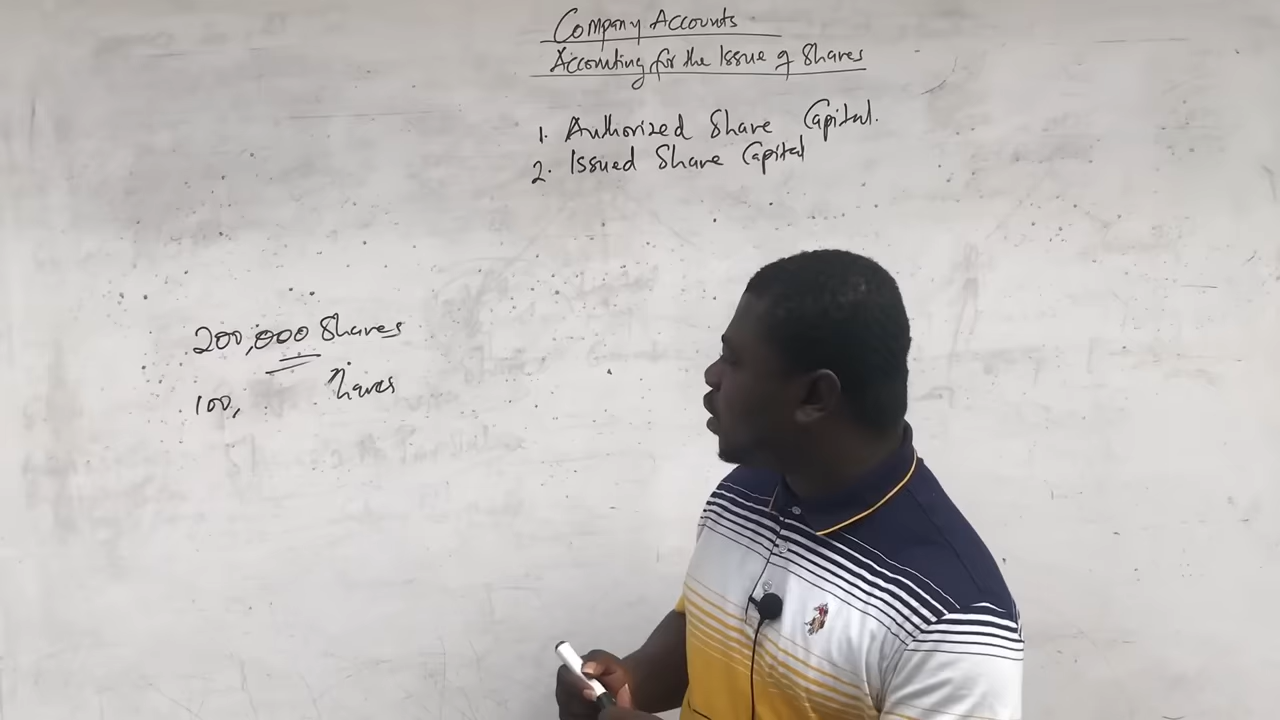 Company Accounts
Accounting for the Issue of Shares
1. Authorized Share Capital.
2. Issued Share Capital
200,000 Shares
100,